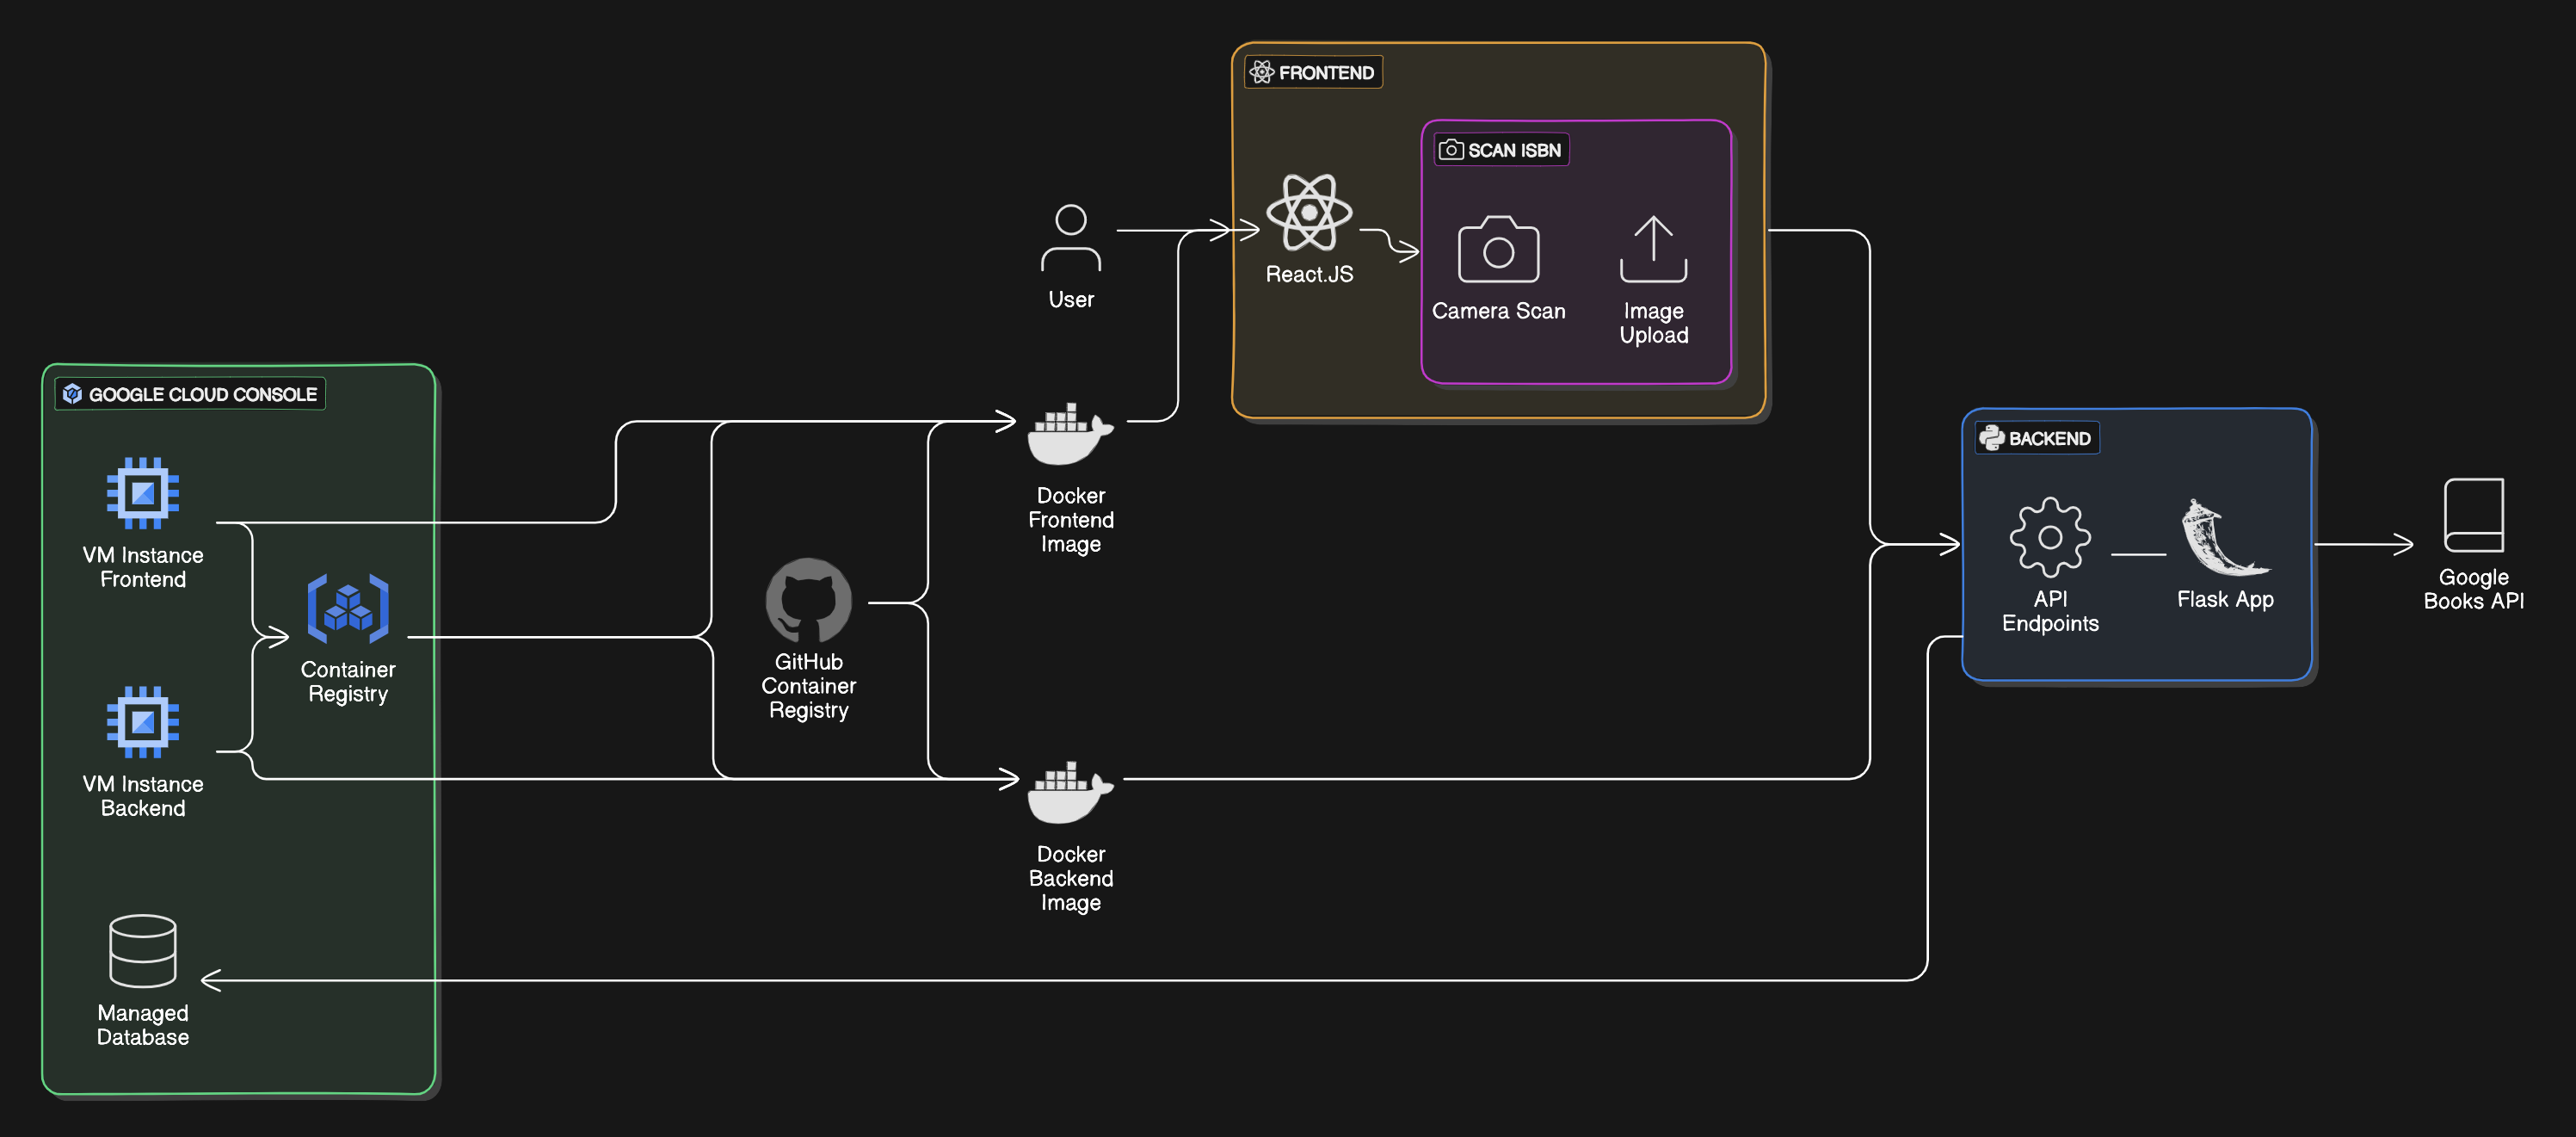 FRONTEND
SCAN ISBN
React.JS
Camera Scan
Image
Upload
User
GOOGLE CLOUD CONSOLE
VM Instance
Frontend
Container
Registry
VM Instance
Backend
Managed
Database
GitHub
Container
Registry
Docker
Frontend
Image
Docker
Backend
Image
BACKEND
API
Endpoints
Flask App
Google
Books API